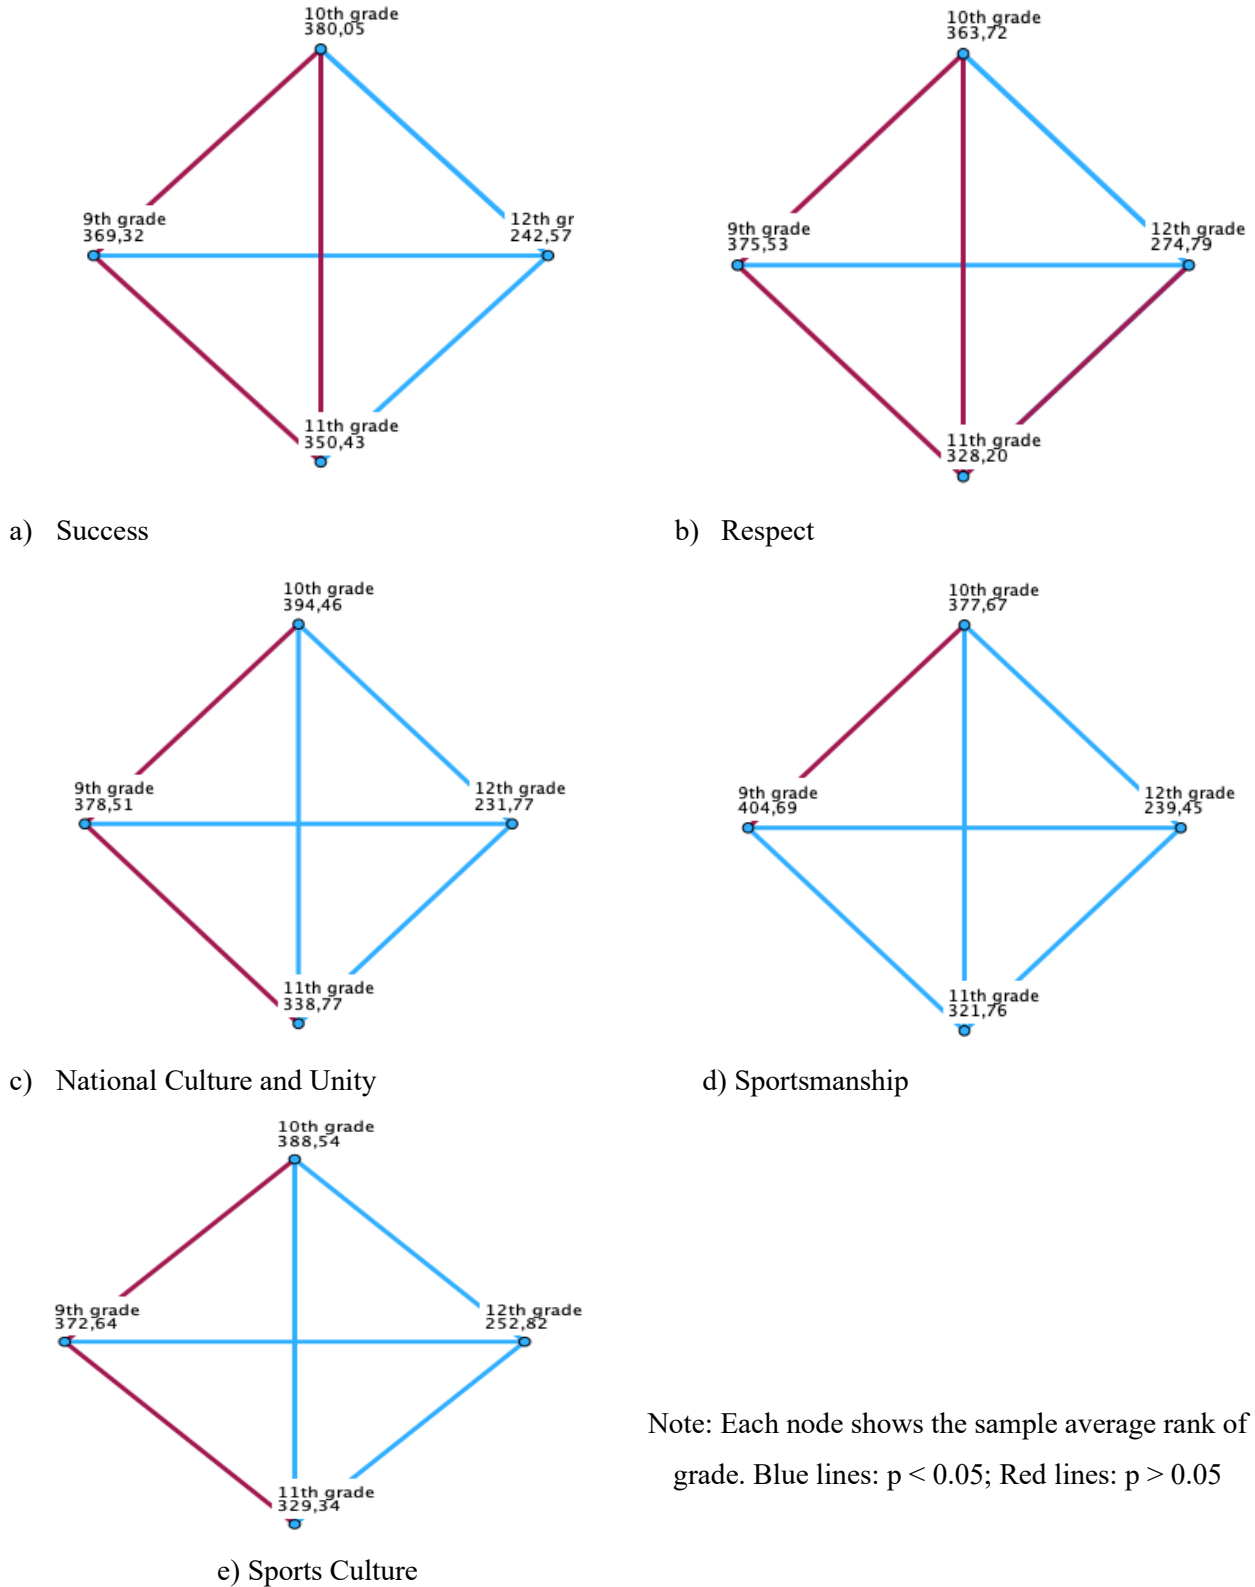 10th grade
380,05
9th grade
369,32
12th gr
242,57
11th grade
350,43
a) Success
10th grade
363,72
9th grade
375,53
12th grade
274,79
11th grade
328,20
b) Respect
10th grade
394,46
9th grade
378,51
12th grade
231,77
11th grade
338,77
c) National Culture and Unity
10th grade
377,67
9th grade
404,69
12th grade
239,45
11th grade
321,76
d) Sportsmanship
10th grade
388,54
9th grade
372,64
12th grade
252,82
11th grade
329,34
e) Sports Culture
Note: Each node shows the sample average rank of
grade. Blue lines: p < 0.05; Red lines: p > 0.05